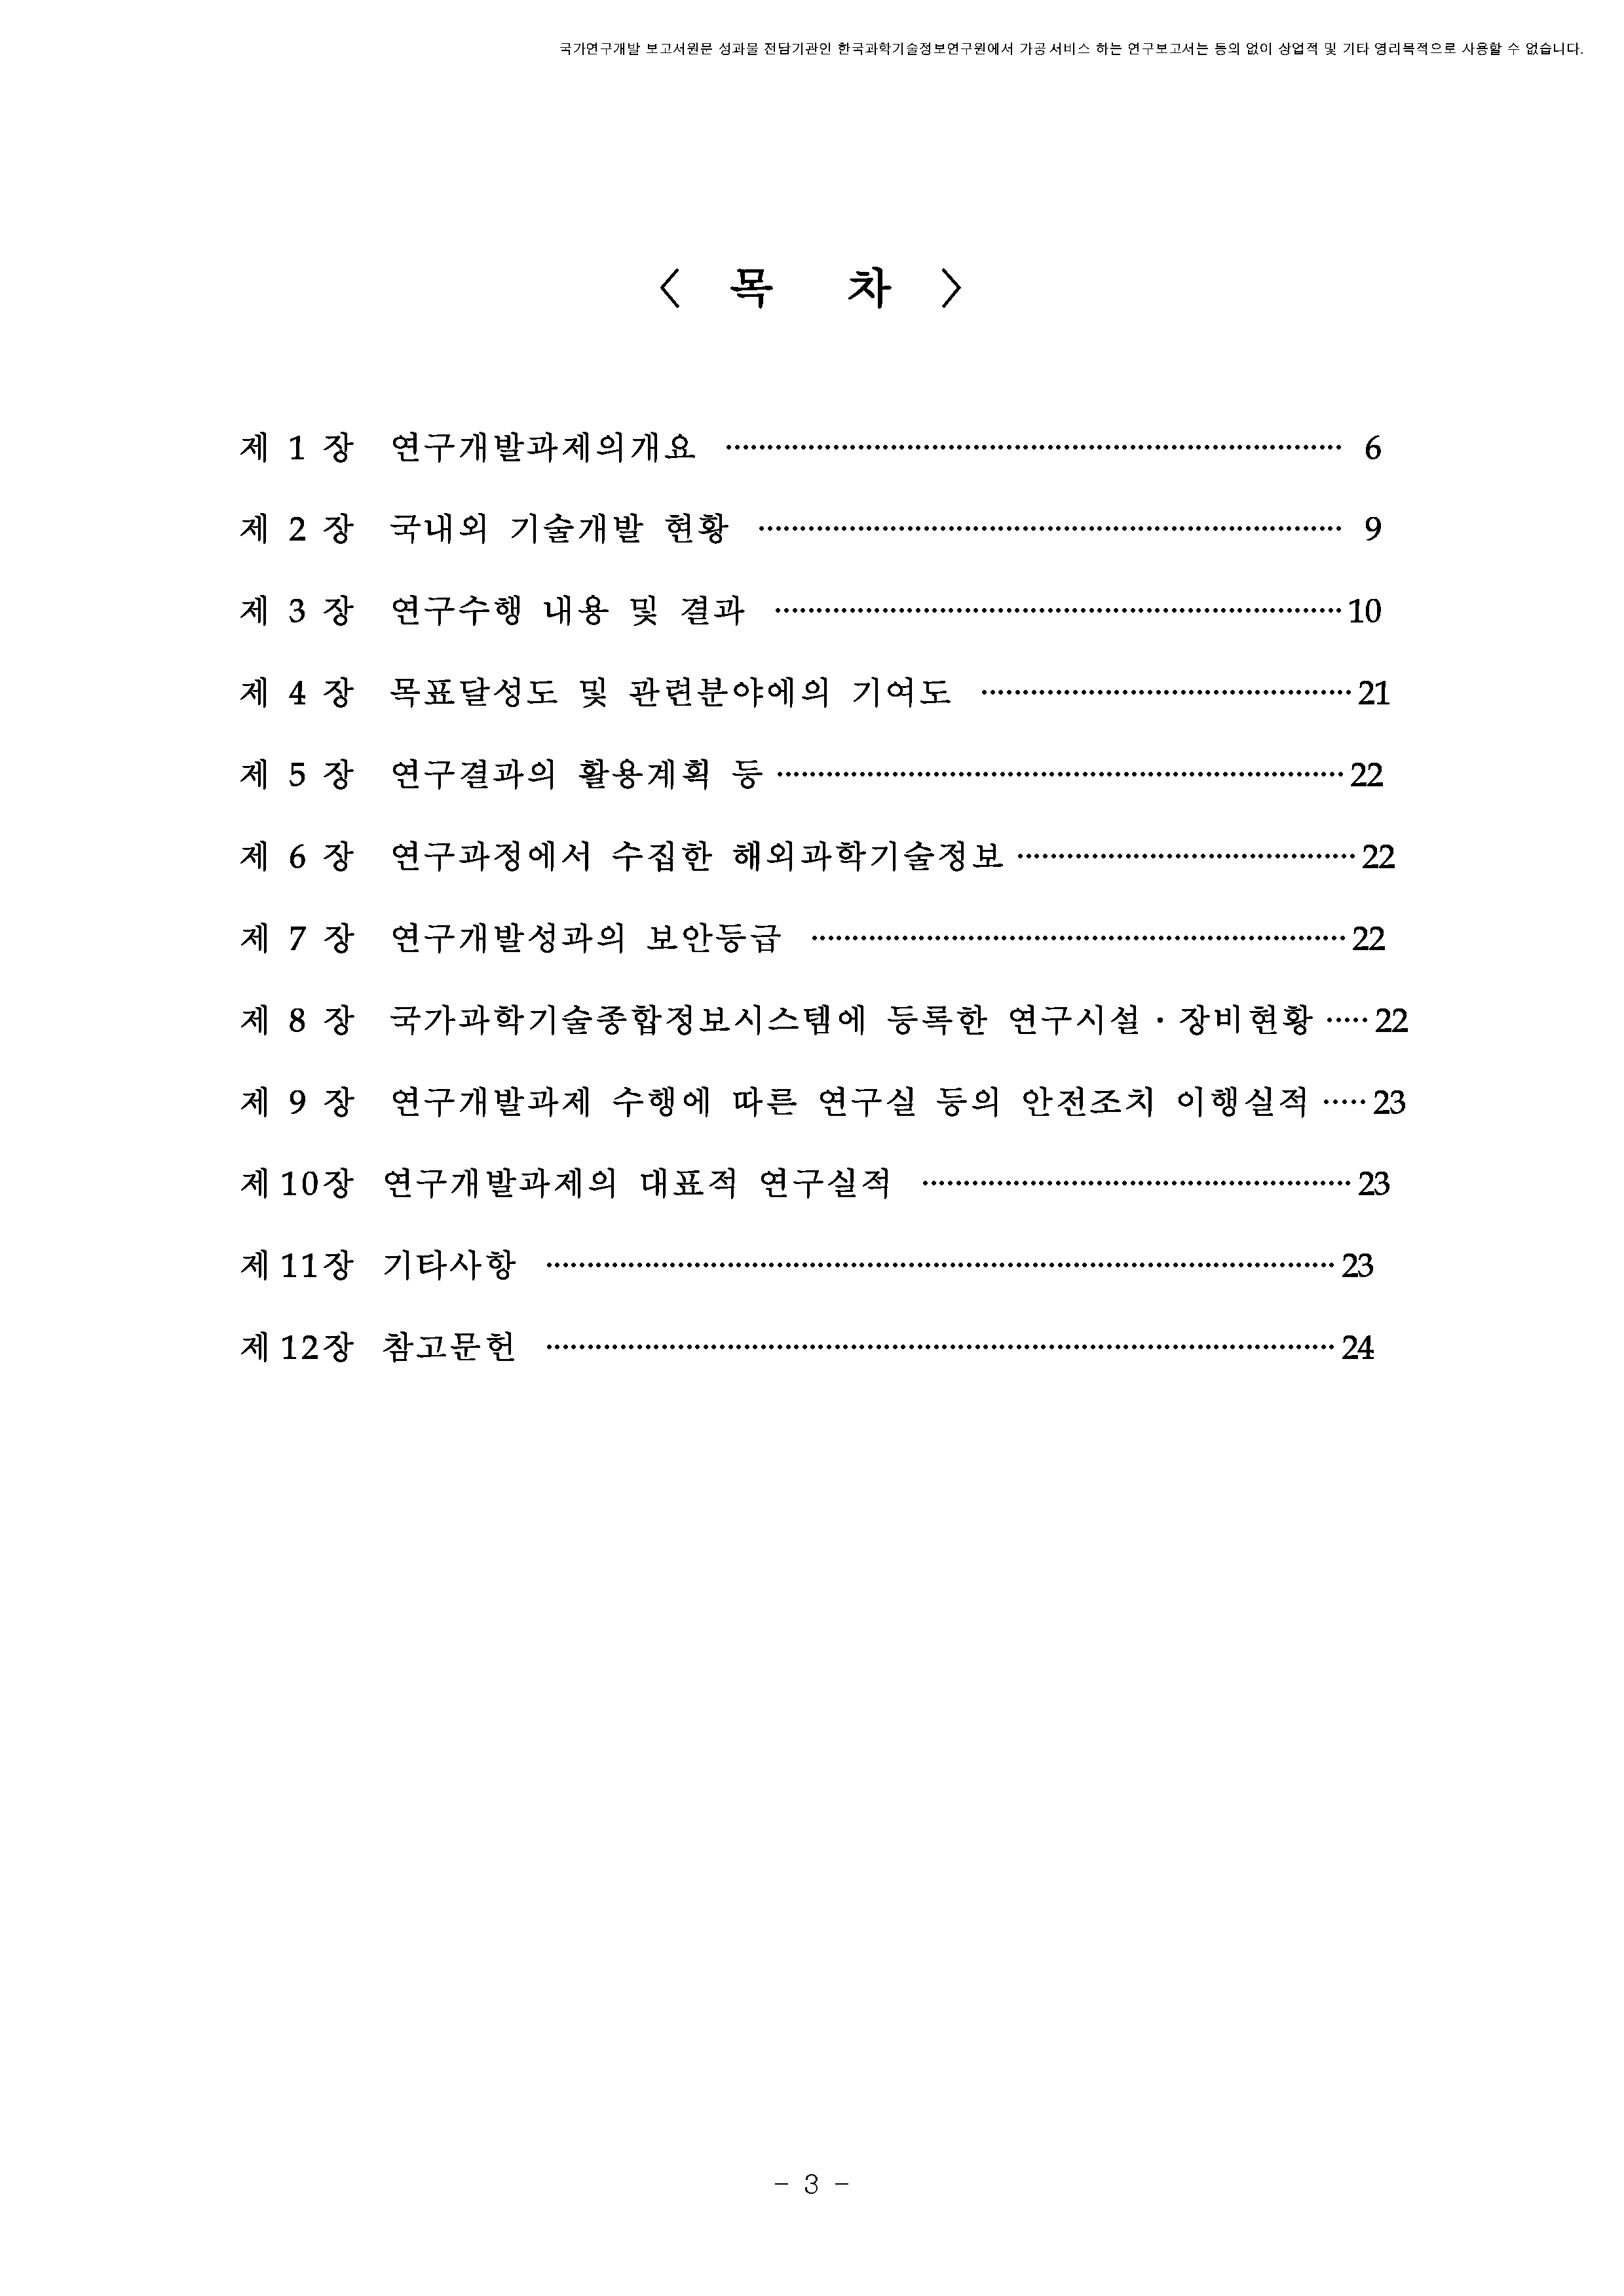 국가연구개발 보고서원문 성과물 전담기관인 한국과학기술정보연구원에서 가공·서비스 하는 연구보고서는 동의 없이 상업적 및 기타 영리목적으로 사용할 수 없습니다.
〈 목 차 〉
제 1 장 연구개발과제의개요 ························································ 6
제 2 장 국내외 기술개발 현황 ····················································· 9
제 3 장 연구수행 내용 및 결과 ···················································· 10
제 4 장 목표달성도 및 관련분야에의 기여도 ································· 21
제 5 장 연구결과의 활용계획 등 ···················································· 22
제 6 장 연구과정에서 수집한 해외과학기술정보 ······························ 22
제 7 장 연구개발성과의 보안등급 ················································ 22
제 8 장 국가과학기술종합정보시스템에 등록한 연구시설·장비현황 ····· 22
제 9 장 연구개발과제 수행에 따른 연구실 등의 안전조치 이행실적 ····· 23
제 10장 연구개발과제의 대표적 연구실적 ······································· 23
제 11장 기타사항 ········································································ 23
제 12장 참고문헌 ········································································ 24
- 3 -